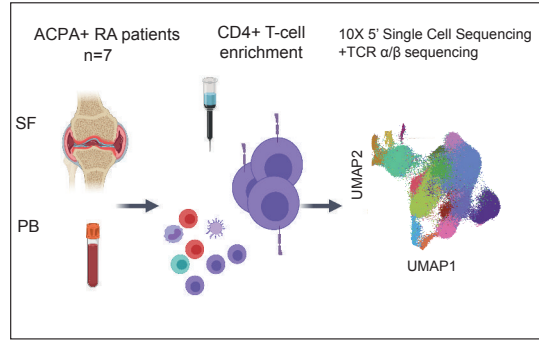 ACPA+ RA patients
n=7
CD4+ T-cell
enrichment
10X 5' Single Cell Sequencing
+TCR α/β sequencing
SF
PB
UMAP2
UMAP1